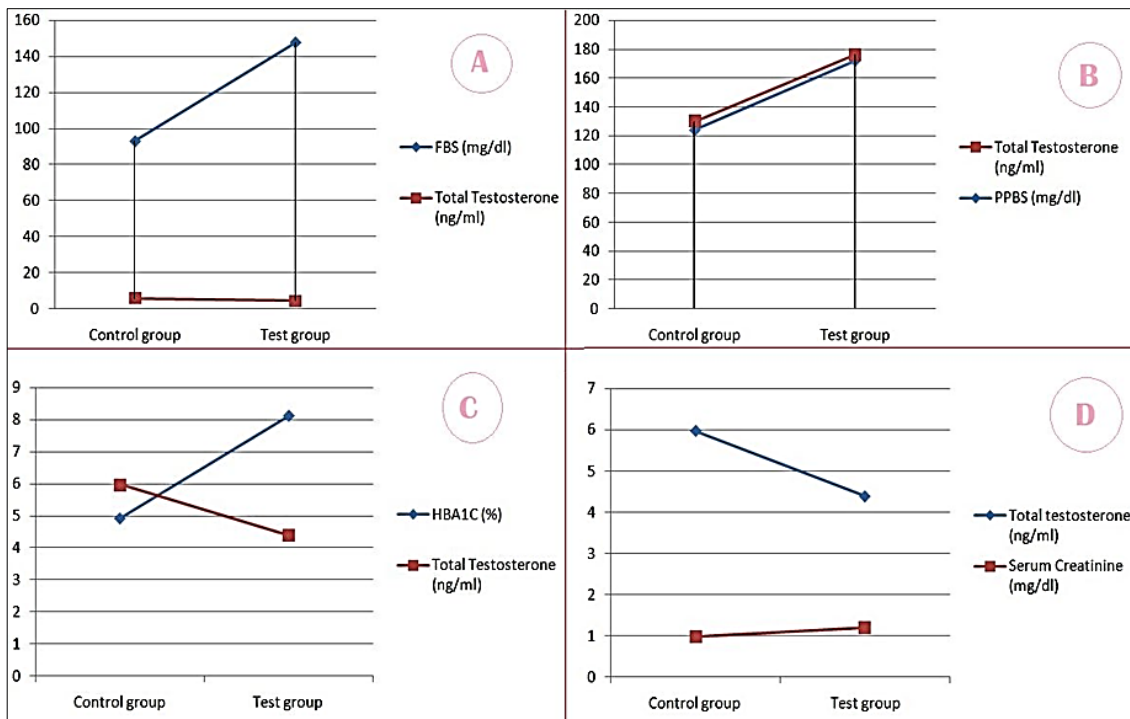 160
140
120
100
80
60
40
20
0
Control group
Test group
A
FBS (mg/dl)
Total Testosterone
(ng/ml)
200
180
160
140
120
100
80
60
40
20
0
Control group
Test group
B
Total Testosterone
(ng/ml)
PPBS (mg/dl)
9
8
7
6
5
4
3
2
1
0
Control group
Test group
C
HBA1C (%)
Total Testosterone
(ng/ml)
7
6
5
4
3
2
1
0
Control group
Test group
D
Total testosterone
(ng/ml)
Serum Creatinine
(mg/dl)